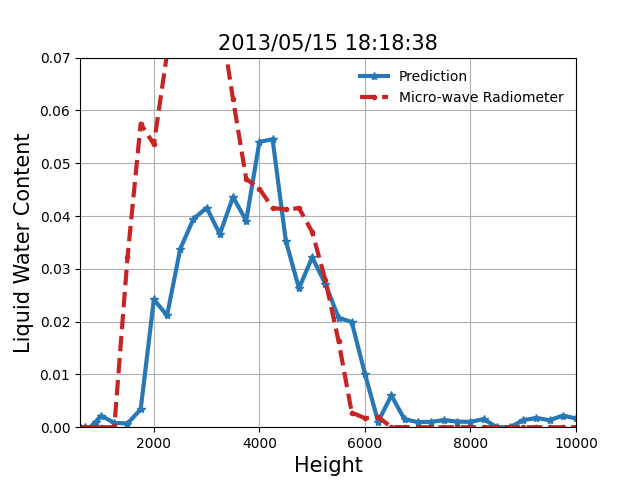 2013/05/15 18:18:38
Prediction
Micro-wave Radiometer
Liquid Water Content
0.07
0.06
0.05
0.04
0.03
0.02
0.01
0.00
2000 4000 6000 8000 10000
Height